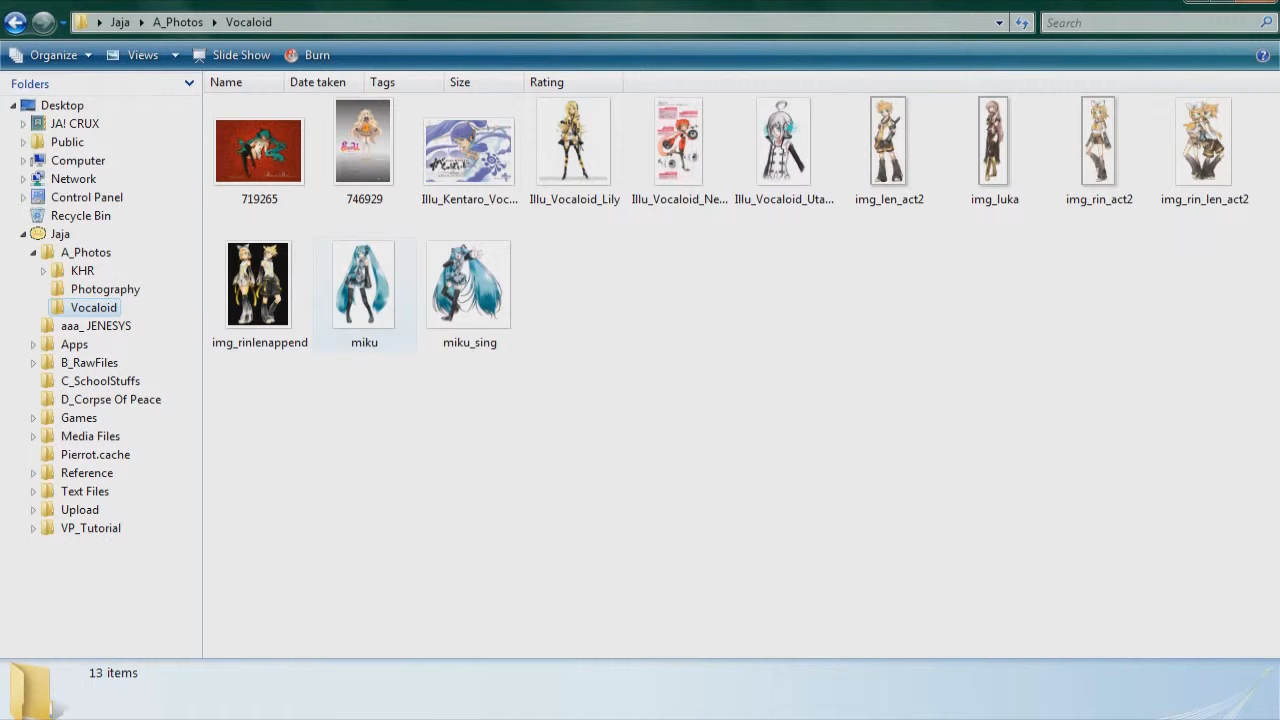 Jaja A_Photos Vocaloid
Search
Organize Views Slide Show Burn
Folders
Name Date taken Tags Size Rating
Desktop
JA! CRUX
Public
Computer
Network
Control Panel
Recycle Bin
Jaja
A_Photos
KHR
Photography
Vocaloid
aaa_ JENESYS
Apps
B_RawFiles
C_SchoolStuffs
D_Corpse Of Peace
Games
Media Files
Pierrot.cache
Reference
Text Files
Upload
VP_Tutorial
719265 746929 Illu_Kentaro_Voc... Illu_Vocaloid_Lily Illu_Vocaloid_Ne... Illu_Vocaloid_Uta... img_len_act2 img_luka img_rin_act2 img_rin_len_act2
img_rinlenappend miku miku_sing
13 items